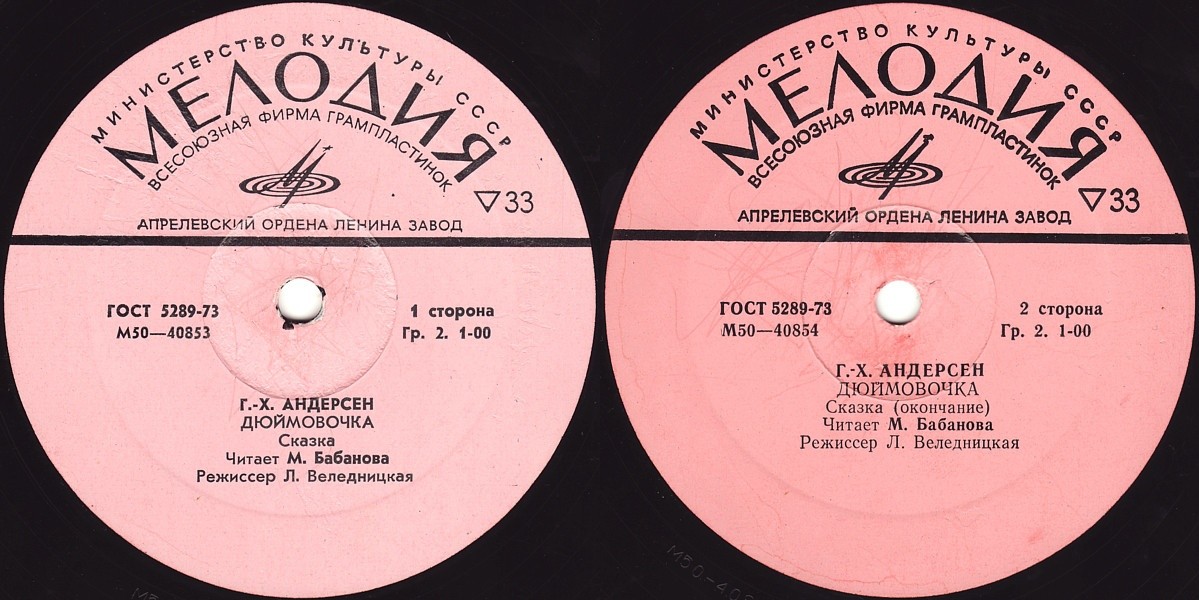 МИНИСТЕРСТВО КУЛЬТУРЫ СССР
МЕЛОДИЯ
ВСЕСОЮЗНАЯ ФИРМА ГРАМПЛАСТИНОК
33
АПРЕЛЕВСКИЙ ОРДЕНА ЛЕНИНА ЗАВОД
ГОСТ 5289-73
М50—40853
1 сторона
Гр. 2. 1-00
Г.-Х. АНДЕРСЕН
ДЮЙМОВОЧКА
Сказка
Читает М. Бабанова
Режиссер Л. Веледницкая
МИНИСТЕРСТВО КУЛЬТУРЫ СССР
МЕЛОДИЯ
ВСЕСОЮЗНАЯ ФИРМА ГРАМПЛАСТИНОК
33
АПРЕЛЕВСКИЙ ОРДЕНА ЛЕНИНА ЗАВОД
ГОСТ 5289-73
М50—40854
2 сторона
Гр. 2. 1-00
Г.-Х. АНДЕРСЕН
ДЮЙМОВОЧКА
Сказка (окончание)
Читает М. Бабанова
Режиссер Л. Веледницкая